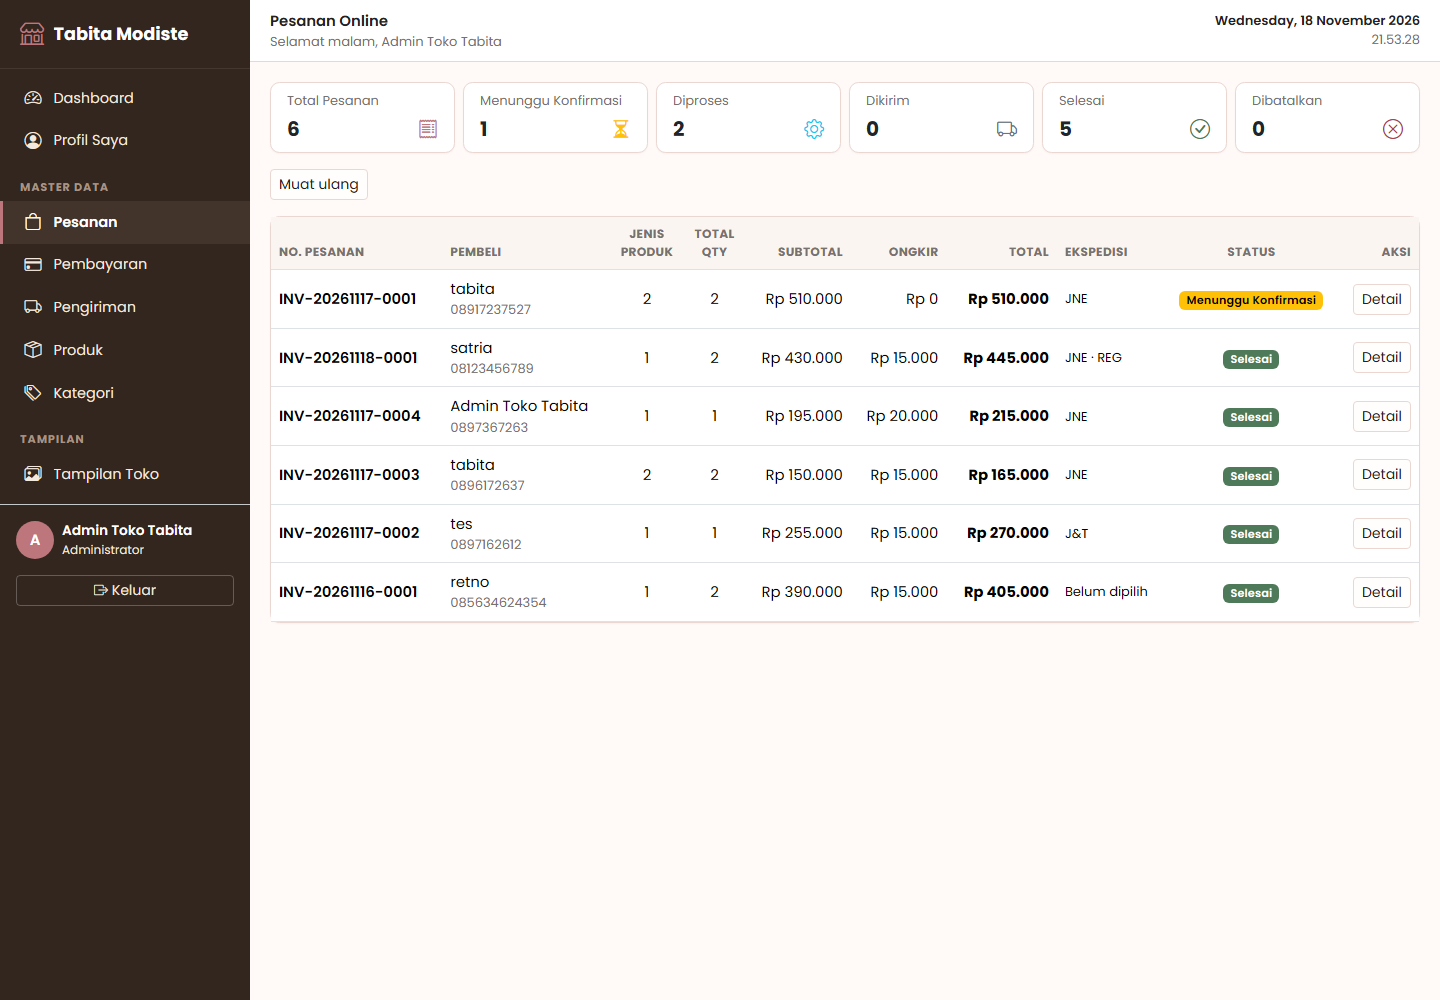 Tabita Modiste
Dashboard
Profil Saya
MASTER DATA
Pesanan
Pembayaran
Pengiriman
Produk
Kategori
TAMPILAN
Tampilan Toko
A
Admin Toko Tabita
Administrator
Keluar
Pesanan Online
Selamat malam, Admin Toko Tabita
Wednesday, 18 November 2026
21.53.28
Total Pesanan
6
Menunggu Konfirmasi
1
Diproses
2
Dikirim
0
Selesai
5
Dibatalkan
0
Muat ulang
NO. PESANAN PEMBELI JENIS PRODUK TOTAL QTY SUBTOTAL ONGKIR TOTAL EKSPEDISI STATUS AKSI
INV-20261117-0001 tabita 2 2 Rp 510.000 Rp 0 Rp 510.000 JNE Menunggu Konfirmasi Detail
08917237527
INV-20261118-0001 satria 1 2 Rp 430.000 Rp 15.000 Rp 445.000 JNE · REG Selesai Detail
08123456789
INV-20261117-0004 Admin Toko Tabita 1 1 Rp 195.000 Rp 20.000 Rp 215.000 JNE Selesai Detail
0897367263
INV-20261117-0003 tabita 2 2 Rp 150.000 Rp 15.000 Rp 165.000 JNE Selesai Detail
0896172637
INV-20261117-0002 tes 1 1 Rp 255.000 Rp 15.000 Rp 270.000 J&T Selesai Detail
0897162612
INV-20261116-0001 retno 1 2 Rp 390.000 Rp 15.000 Rp 405.000 Belum dipilih Selesai Detail
085634624354